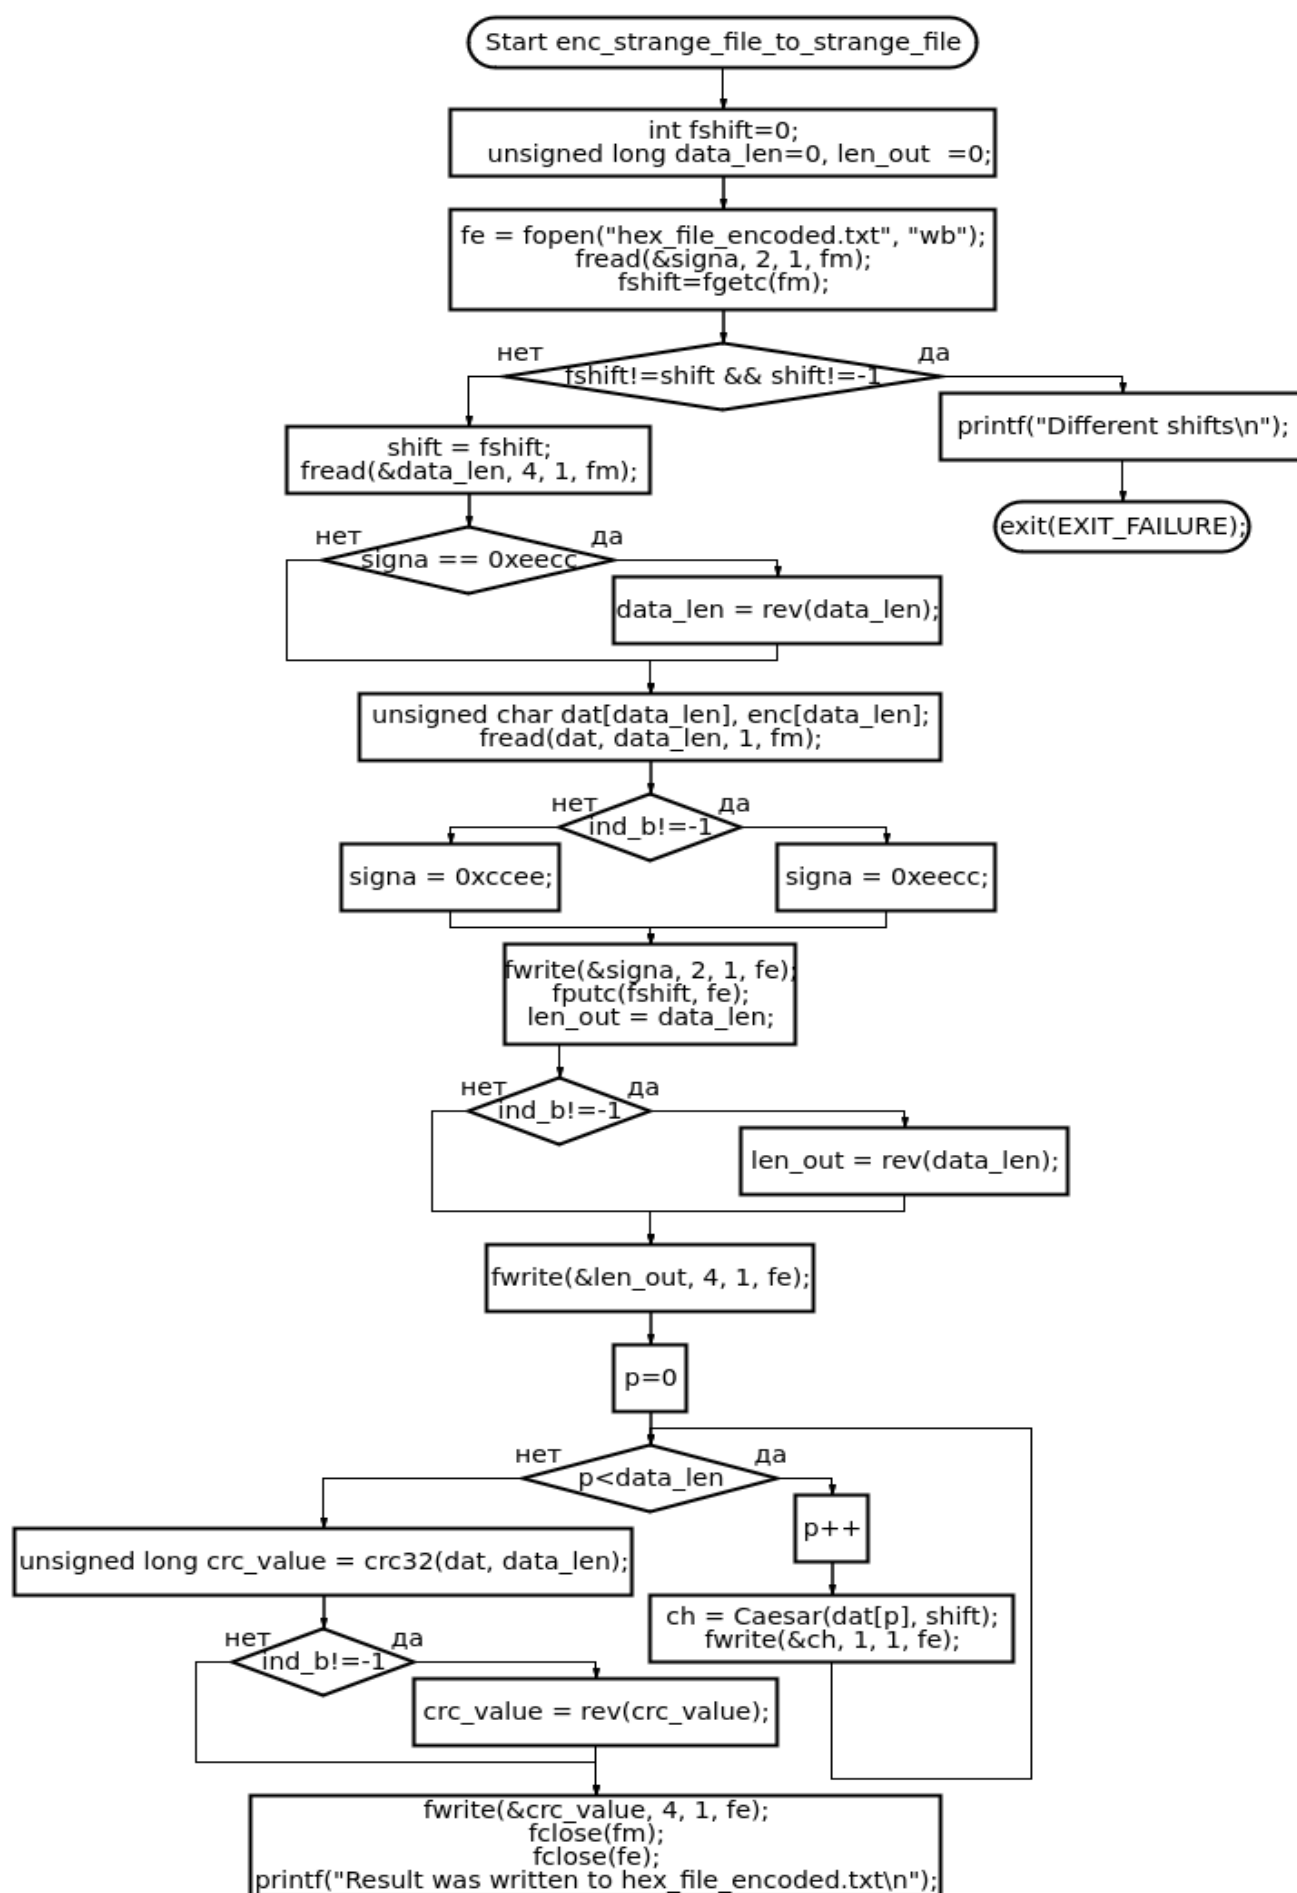 Start enc_strange_file_to_strange_file
int fshift=0;
unsigned long data_len=0, len_out  =0;
fe = fopen("hex_file_encoded.txt", "wb");
fread(&signa, 2, 1, fm);
fshift=fgetc(fm);
нет
да
fshift!=shift && shift!=-1
printf("Different shifts\n");
exit(EXIT_FAILURE);
shift = fshift;
fread(&data_len, 4, 1, fm);
нет
да
signa == 0xeecc
data_len = rev(data_len);
unsigned char dat[data_len], enc[data_len];
fread(dat, data_len, 1, fm);
нет
да
ind_b!=-1
signa = 0xccee;
signa = 0xeecc;
fwrite(&signa, 2, 1, fe);
fputc(fshift, fe);
len_out = data_len;
нет
да
ind_b!=-1
len_out = rev(data_len);
fwrite(&len_out, 4, 1, fe);
p=0
нет
да
p<data_len
p++
ch = Caesar(dat[p], shift);
fwrite(&ch, 1, 1, fe);
unsigned long crc_value = crc32(dat, data_len);
нет
да
ind_b!=-1
crc_value = rev(crc_value);
fwrite(&crc_value, 4, 1, fe);
fclose(fm);
fclose(fe);
printf("Result was written to hex_file_encoded.txt\n");